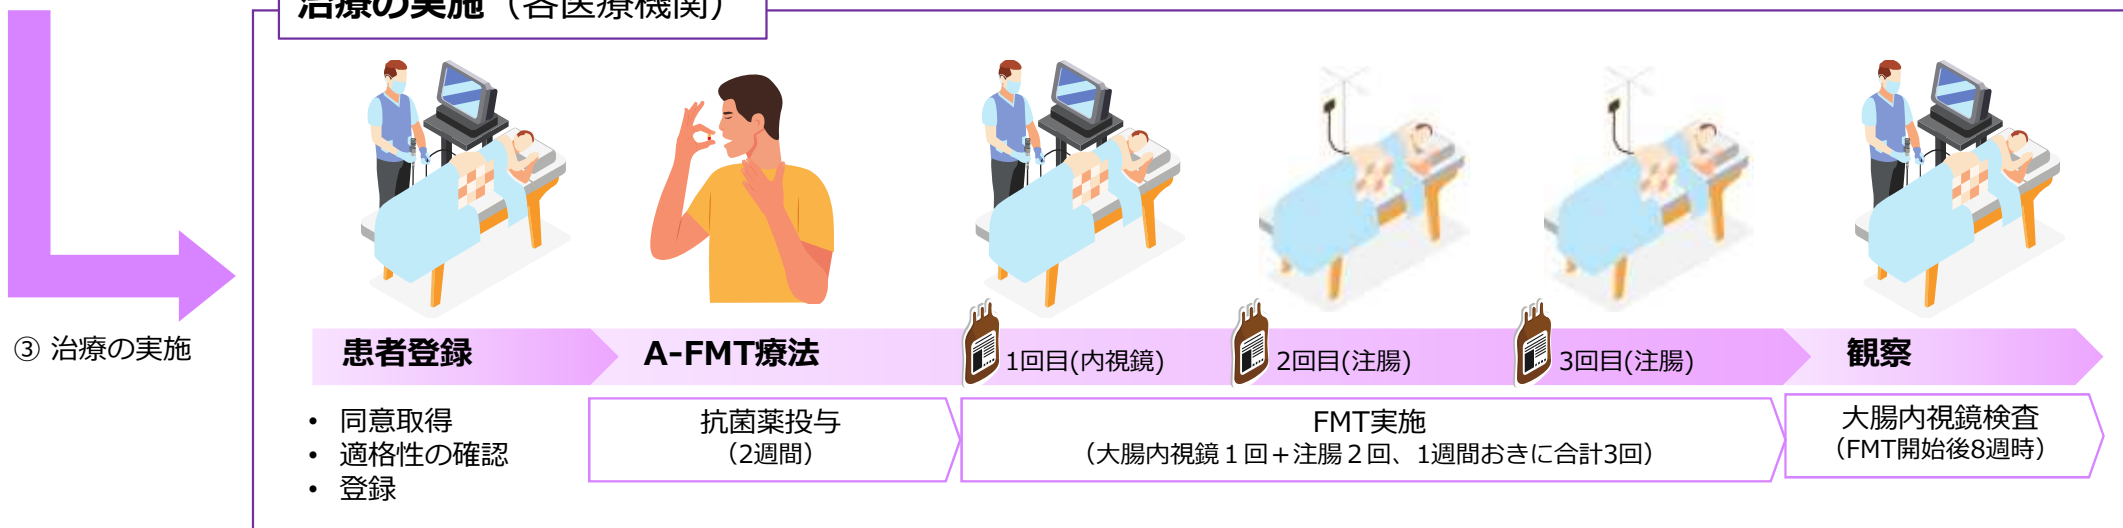 治療の実施（各医療機関）
③ 治療の実施
患者登録
A-FMT療法
1回目(内視鏡)
2回目(注腸)
3回目(注腸)
観察
• 同意取得
• 適格性の確認
• 登録
抗菌薬投与
（2週間）
FMT実施
（大腸内視鏡１回＋注腸２回、1週間おきに合計3回）
大腸内視鏡検査
（FMT開始後8週時）